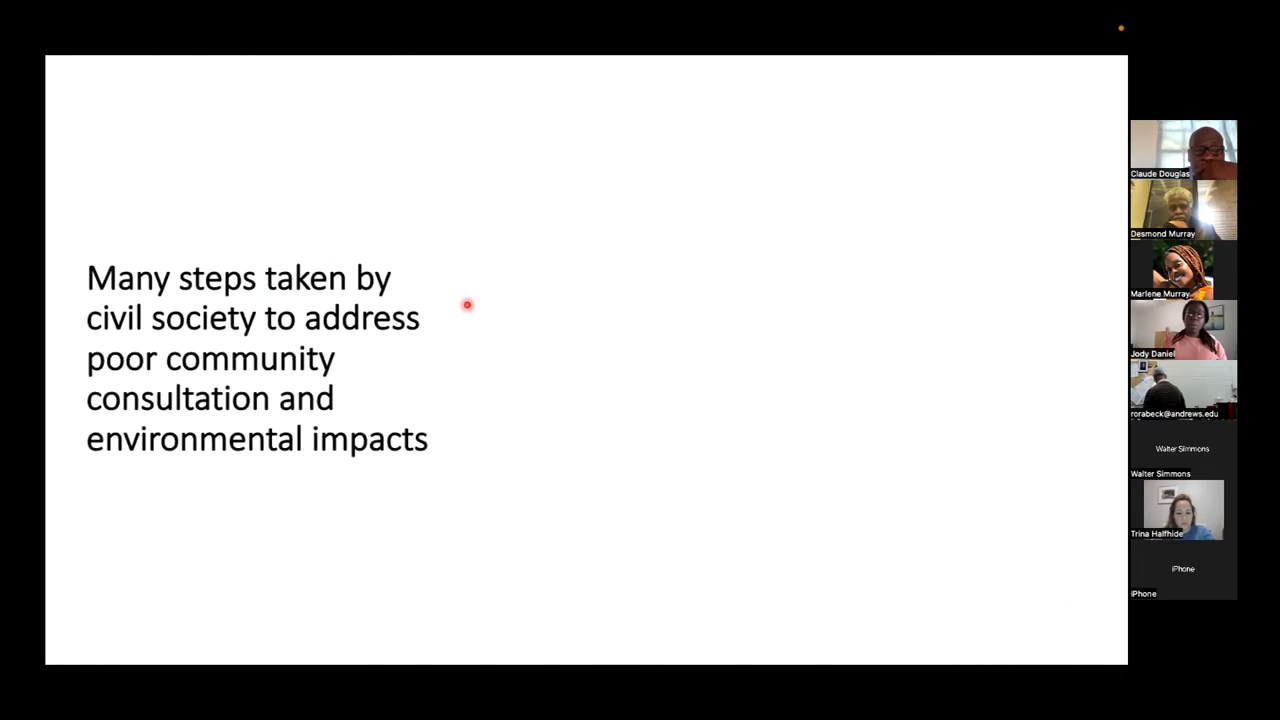 Many steps taken by
civil society to address
poor community
consultation and
environmental impacts
Claude Douglas
Desmond Murray
Marlene Murray
Jody Daniel
rorabeck@andrews.edu
Walter Simmons
Walter Simmons
Trina Halfhide
iPhone
iPhone